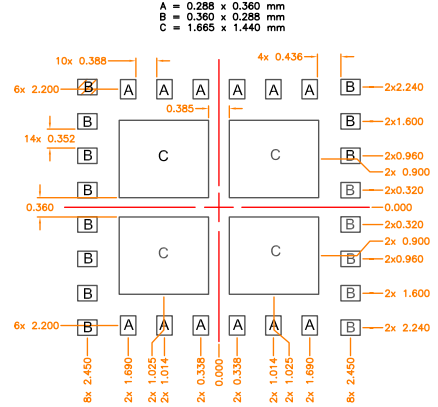 A = 0.288 x 0.360 mm
B = 0.360 x 0.288 mm
C = 1.665 x 1.440 mm
10x 0.388
4x 0.436
6x 2.200
B A A A A A A B
2x2.240
0.385
B B
2x1.600
14x 0.352
B C C B
2x0.960
2x 0.900
B B
2x0.320
0.360
0.000
B B
2x0.320
2x 0.900
B C C B
2x0.960
B B
2x 1.600
6x 2.200
B A A A A A A B
2x 2.240
8x 2.450
2x 1.690
2x 1.025
2x 1.014
2x 0.338
0.000
2x 0.338
2x 1.014
2x 1.025
2x 1.690
8x 2.450